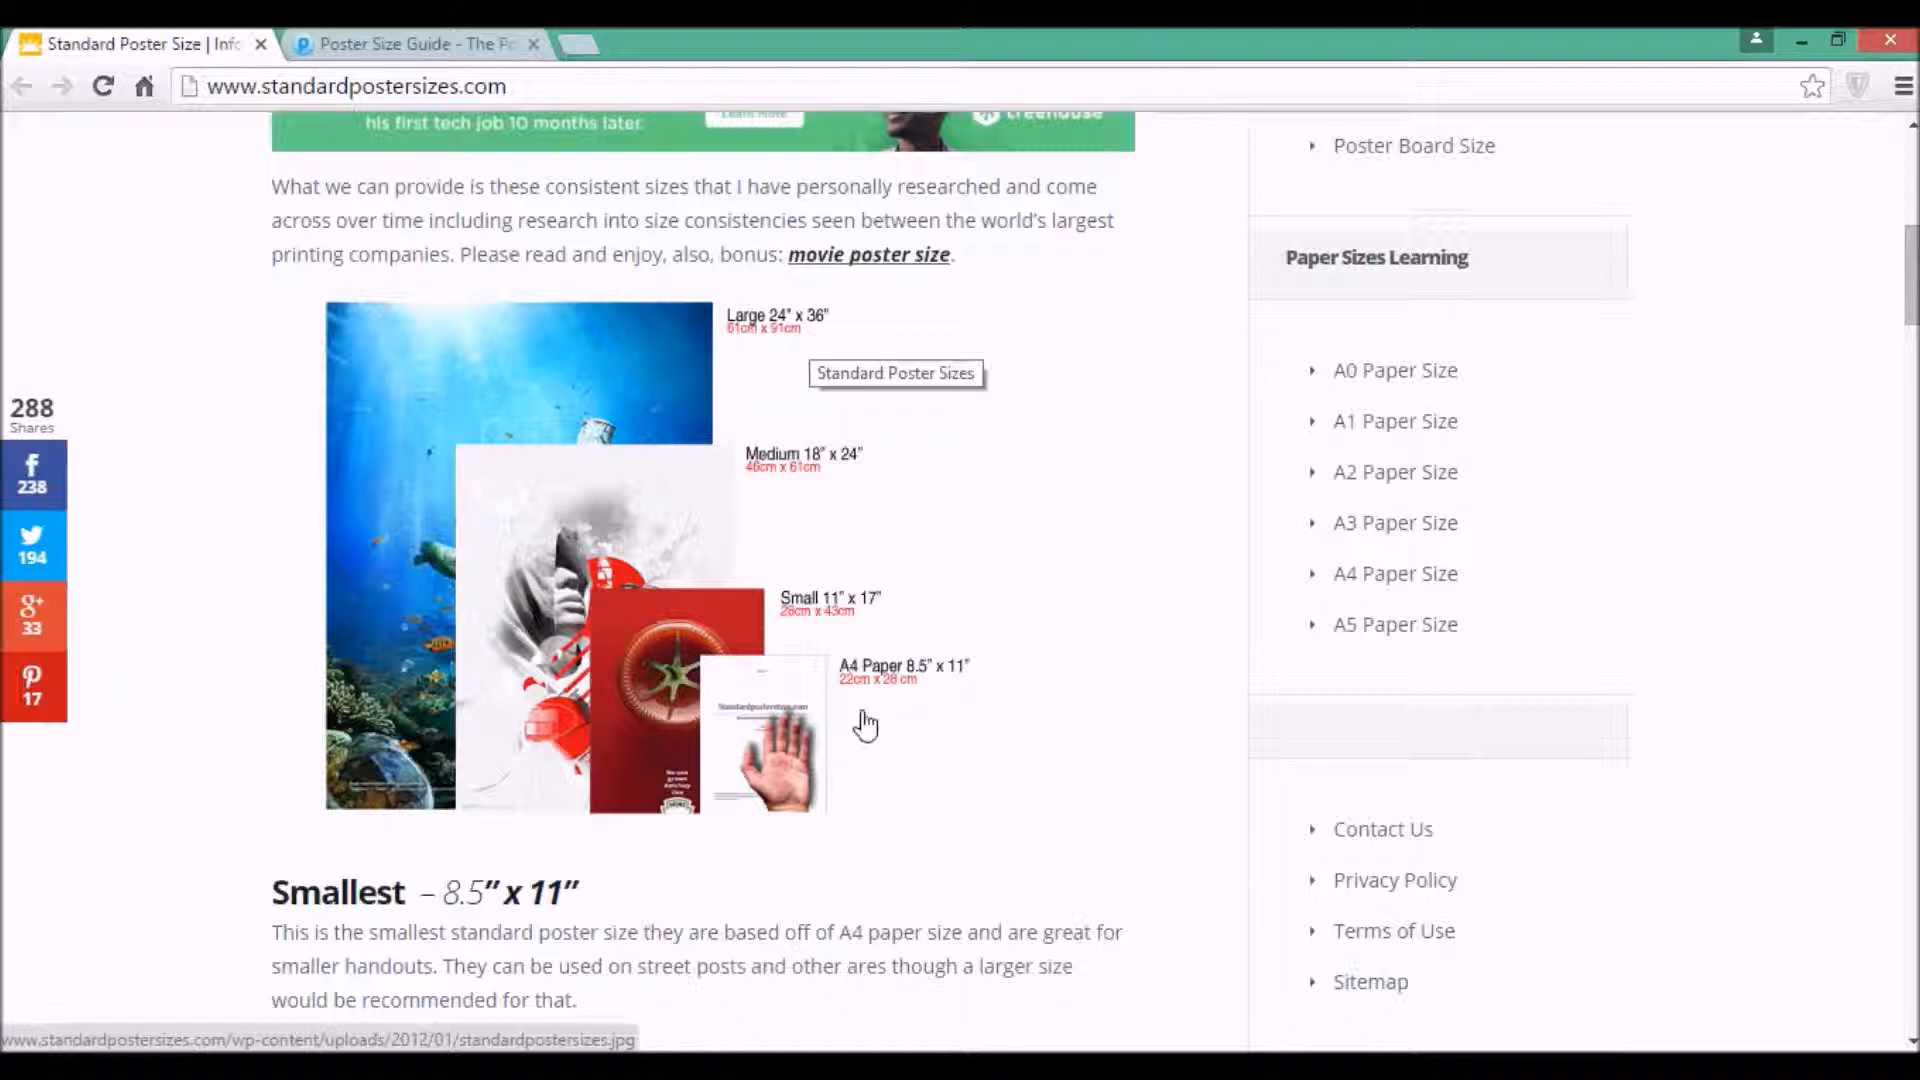 Standard Poster Size | Info
Poster Size Guide - The Po
www.standardpostersizes.com
his first tech job 10 months later.
Learn More
treehouse
What we can provide is these consistent sizes that I have personally researched and come
across over time including research into size consistencies seen between the world's largest
printing companies. Please read and enjoy, also, bonus: movie poster size.
Large 24" x 36"
61cm x 91cm
Standard Poster Sizes
Medium 18" x 24"
46cm x 61cm
Small 11" x 17"
28cm x 43cm
A4 Paper 8.5" x 11"
22cm x 28 cm
Smallest – 8.5” x 11”
This is the smallest standard poster size they are based off of A4 paper size and are great for
smaller handouts. They can be used on street posts and other ares though a larger size
would be recommended for that.
288
Shares
238
194
33
17
Poster Board Size
Paper Sizes Learning
A0 Paper Size
A1 Paper Size
A2 Paper Size
A3 Paper Size
A4 Paper Size
A5 Paper Size
Contact Us
Privacy Policy
Terms of Use
Sitemap
www.standardpostersizes.com/wp-content/uploads/2012/01/standardpostersizes.jpg